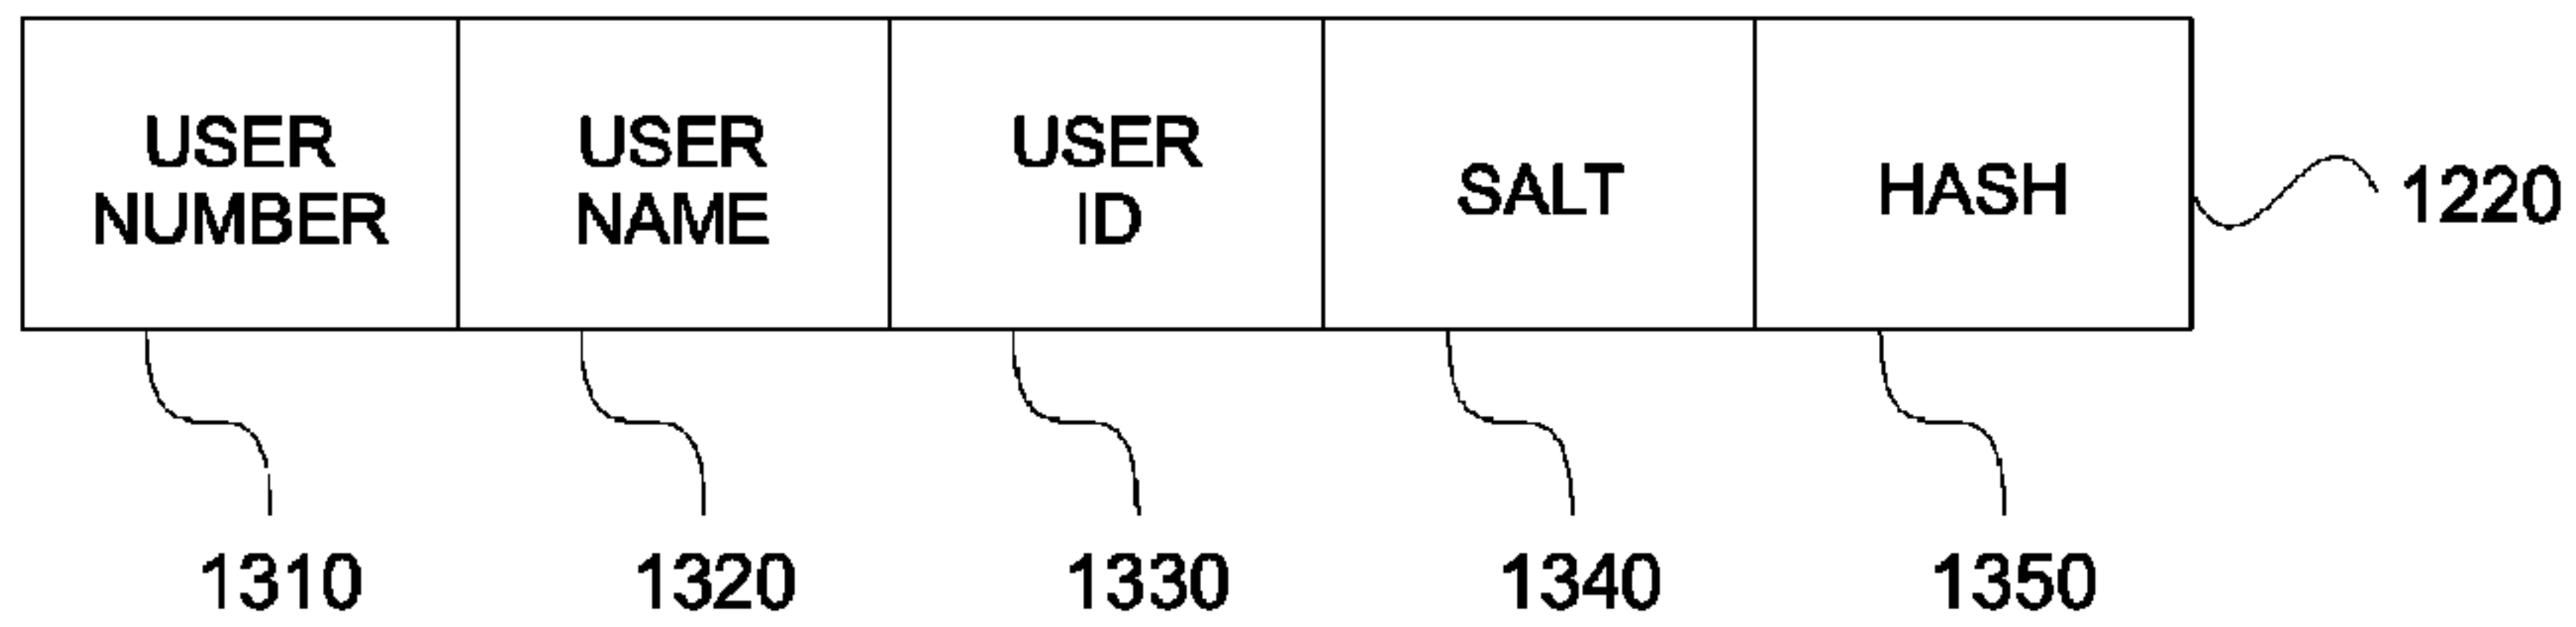 USER
NUMBER
USER
NAME
USER
ID
SALT
HASH
1220
1310
1320
1330
1340
1350